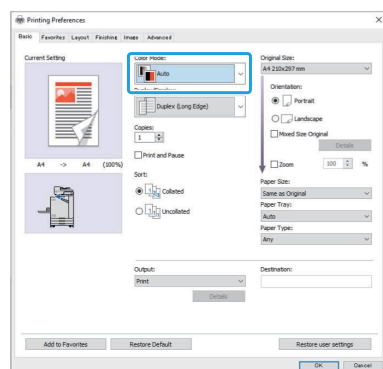 Printing Preferences
Basic Favorites Layout Finishing Image Advanced
Current Setting
A4 -> A4 (100%)
Color Mode:
Auto
Duplex (Long Edge)
Copies:
1
Print and Pause
Sort:
Collated
Uncollated
Output:
Print
Details
Original Size:
A4 210x297 mm
Orientation:
Portrait
Landscape
Mixed Size Original
Details
Zoom 100 %
Paper Size:
Same as Original
Paper Tray:
Auto
Paper Type:
Any
Destination:
Add to Favorites Restore Default Restore user settings
OK Cancel